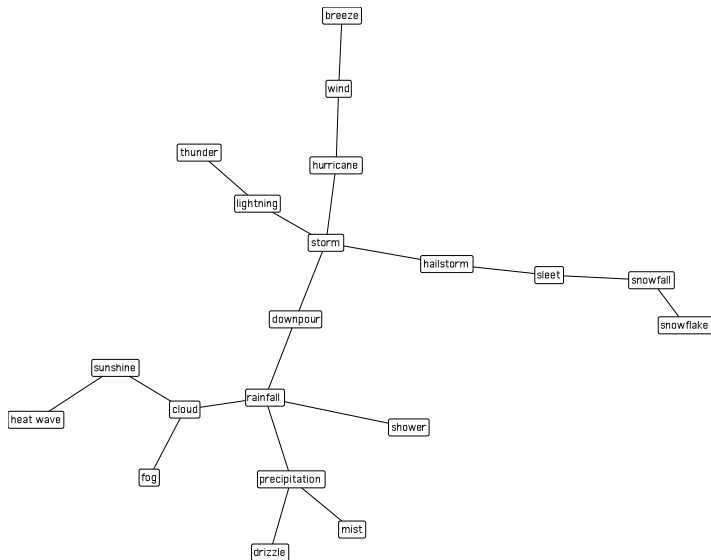 breeze
wind
thunder
hurricane
lightning
storm
hailstorm
sleet
snowfall
snowflake
downpour
sunshine
rainfall
cloud
heat wave
shower
fog
precipitation
mist
drizzle